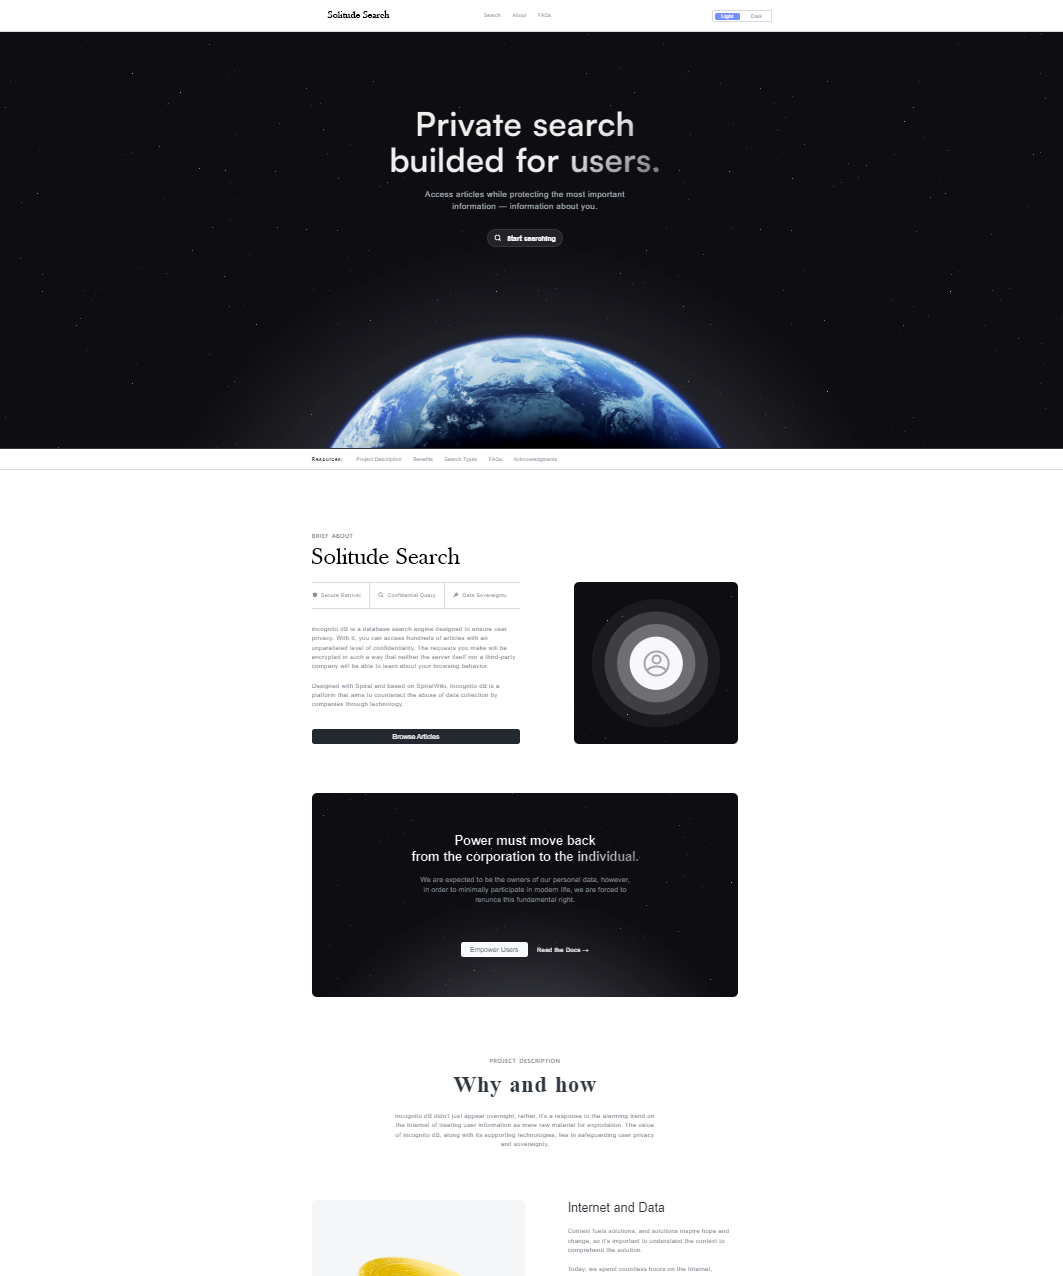 Solitude Search
Search About FAQs
Light Dark
Private search
builded for users.
Access articles while protecting the most important
information — information about you.
Start searching
Resources: Project Description Benefits Search Types FAQs Acknowledgments
BRIEF ABOUT
Solitude Search
Secure Retrival Confidential Query Data Sovereignty
incognito dB is a database search engine designed to ensure user
privacy. With it, you can access hundreds of articles with an
unparalleled level of confidentiality. The requests you make will be
encrypted in such a way that neither the server itself nor a third-party
company will be able to learn about your browsing behavior.
Designed with Spiral and based on SpiralWiki, Incognito dB is a
platform that aims to counteract the abuse of data collection by
companies through technology.
Browse Articles
Power must move back
from the corporation to the individual.
We are expected to be the owners of our personal data, however,
in order to minimally participate in modern life, we are forced to
renunce this fundamental right.
Empower Users Read the Docs →
PROJECT DESCRIPTION
Why and how
incognito dB didn't just appear overnight; rather, it's a response to the alarming trend on
the Internet of treating user information as mere raw material for exploitation. The value
of incognito dB, along with its supporting technologies, lies in safeguarding user privacy
and sovereignty.
Internet and Data
Context fuels solutions, and solutions inspire hope and
change, so it's important to understand the context to
comprehend the solution.
Today, we spend countless hours on the Internet,